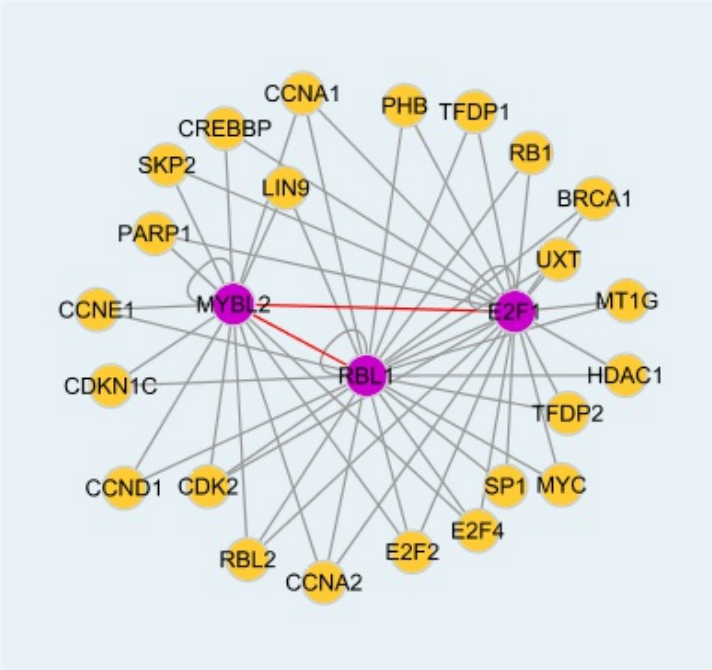 CCNA1
PHB
TFDP1
CREBBP
RB1
SKP2
LIN9
BRCA1
PARP1
UXT
MYBL2
E2F1
MT1G
CCNE1
RBL1
HDAC1
CDKN1C
TFDP2
CCND1
CDK2
SP1
MYC
E2F4
RBL2
E2F2
CCNA2